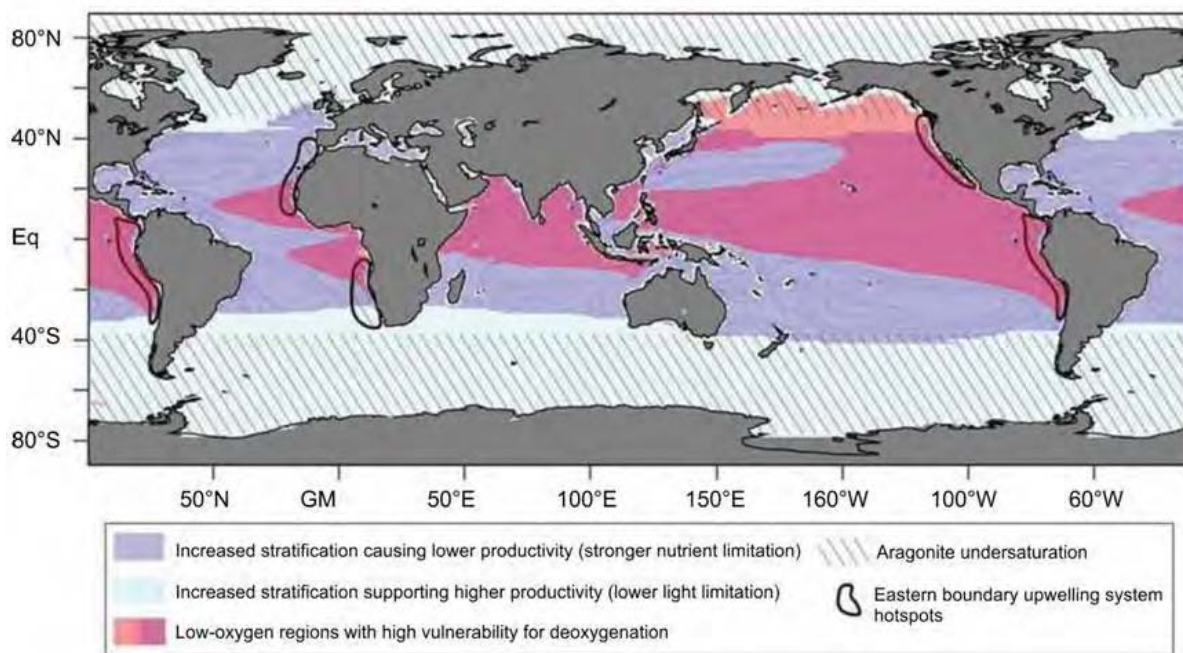 80°N
40°N
Eq
40°S
80°S
50°N GM 50°E 100°E 150°E 160°W 100°W 60°W
Increased stratification causing lower productivity (stronger nutrient limitation)
Increased stratification supporting higher productivity (lower light limitation)
Low-oxygen regions with high vulnerability for deoxygenation
Aragonite undersaturation
Eastern boundary upwelling system
hotspots